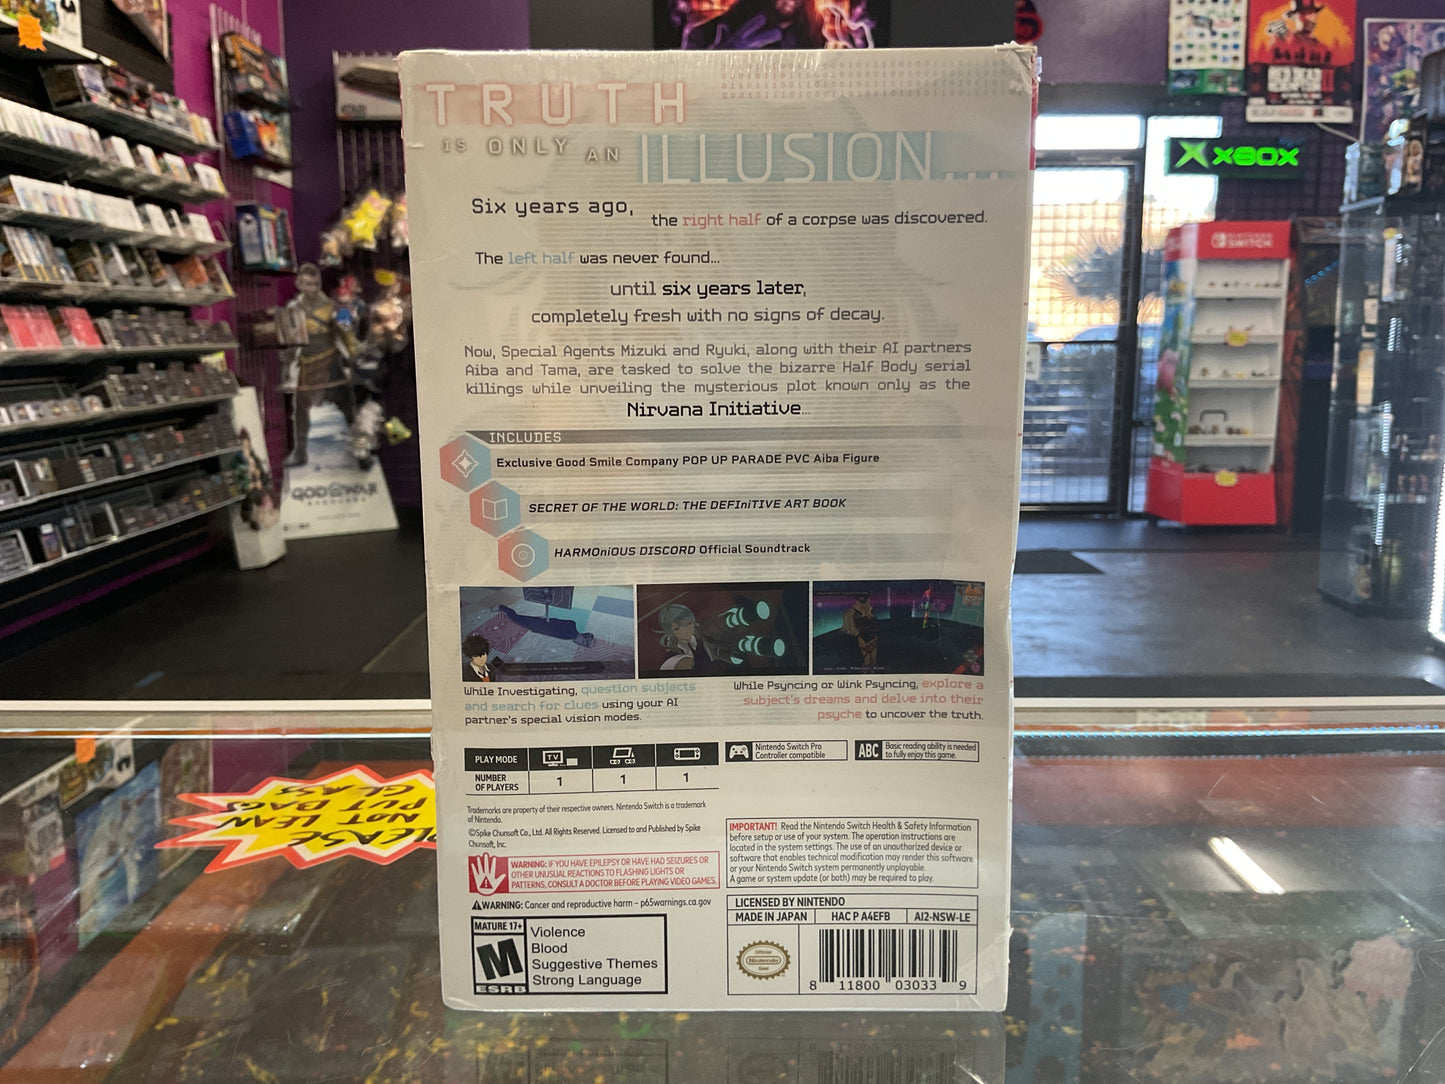 TRUTH
IS ONLY AN
ILLUSION...
Six years ago,
the right half of a corpse was discovered.
The left half was never found...
until six years later,
completely fresh with no signs of decay.
Now, Special Agents Mizuki and Ryuki, along with their AI partners
Aiba and Tama, are tasked to solve the bizarre Half Body serial
killings while unveiling the mysterious plot known only as the
Nirvana Initiative...
INCLUDES
Exclusive Good Smile Company POP UP PARADE PVC Aiba Figure
SECRET OF THE WORLD: THE DEFIniTIVE ART BOOK
HARMOniOUS DISCORD Official Soundtrack
While Investigating, question subjects
and search for clues using your AI
partner's special vision modes.
While Psyncing or Wink Psyncing, explore a
subject's dreams and delve into their
psyche to uncover the truth.
PLAY MODE
TV
NUMBER
OF PLAYERS
1
1
1
Nintendo Switch Pro
Controller compatible
ABC
Basic reading ability is needed
to fully enjoy this game.
Trademarks are property of their respective owners. Nintendo Switch is a trademark
of Nintendo.
©Spike Chunsoft Co., Ltd. All Rights Reserved. Licensed to and Published by Spike
Chunsoft, Inc.
WARNING: IF YOU HAVE EPILEPSY OR HAVE HAD SEIZURES OR
OTHER UNUSUAL REACTIONS TO FLASHING LIGHTS OR
PATTERNS, CONSULT A DOCTOR BEFORE PLAYING VIDEO GAMES.
WARNING: Cancer and reproductive harm - p65warnings.ca.gov
IMPORTANT! Read the Nintendo Switch Health & Safety Information
before setup or use of your system. The operation instructions are
located in the system settings. The use of an unauthorized device or
software that enables technical modification may render this software
or your Nintendo Switch system permanently unplayable.
A game or system update (or both) may be required to play.
MATURE 17+
M
ESRB
Violence
Blood
Suggestive Themes
Strong Language
LICENSED BY NINTENDO
MADE IN JAPAN
HAC P A4EFB
AI2-NSW-LE
Official
Nintendo
Seal
8 11800 03033 9
XBOX
NINTENDO
SWITCH
GOD OF WAR
PLEASE
NOT LEAN
PUT BAG
GLASS